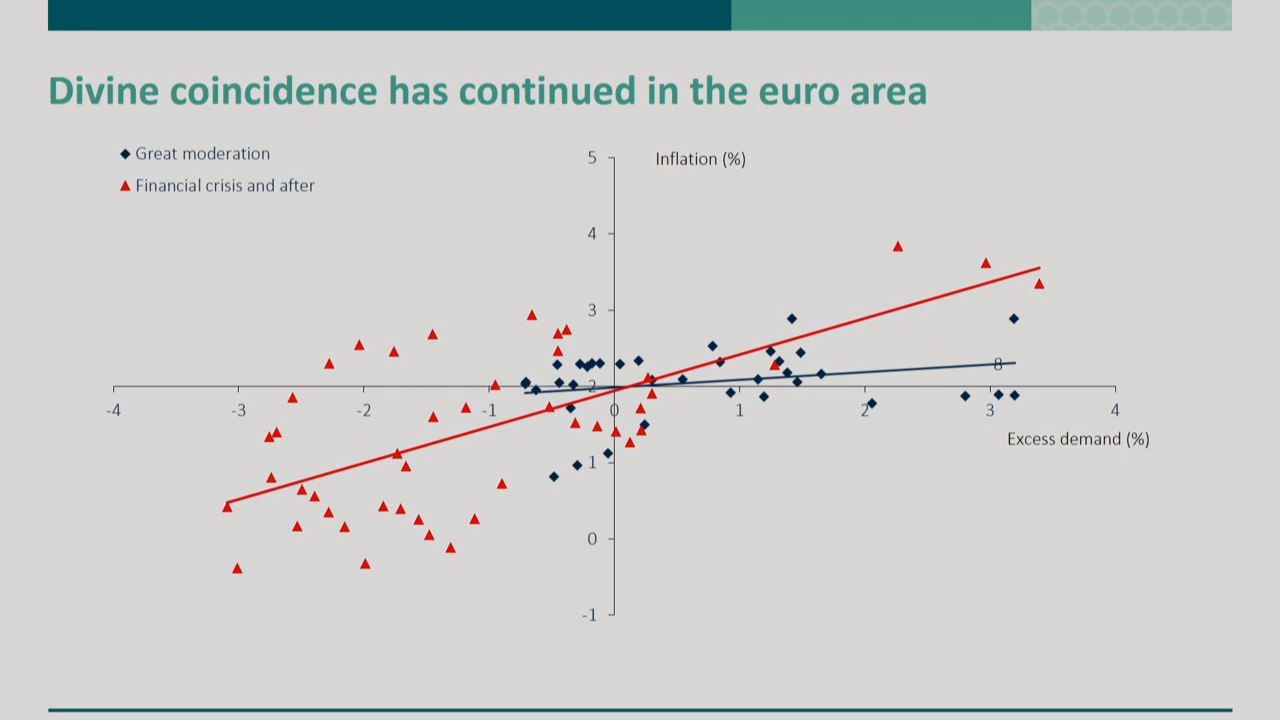 Divine coincidence has continued in the euro area
Great moderation
Financial crisis and after
Inflation (%)
5
4
3
8
2
-4 -3 -2 -1 0 1 2 3 4
Excess demand (%)
1
0
-1